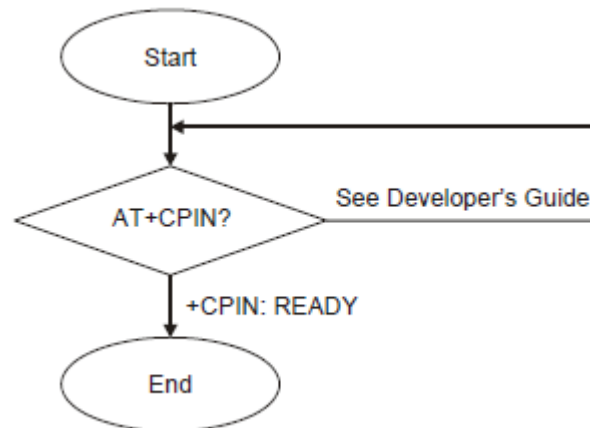 Start
AT+CPIN?
See Developer's Guide
+CPIN: READY
End